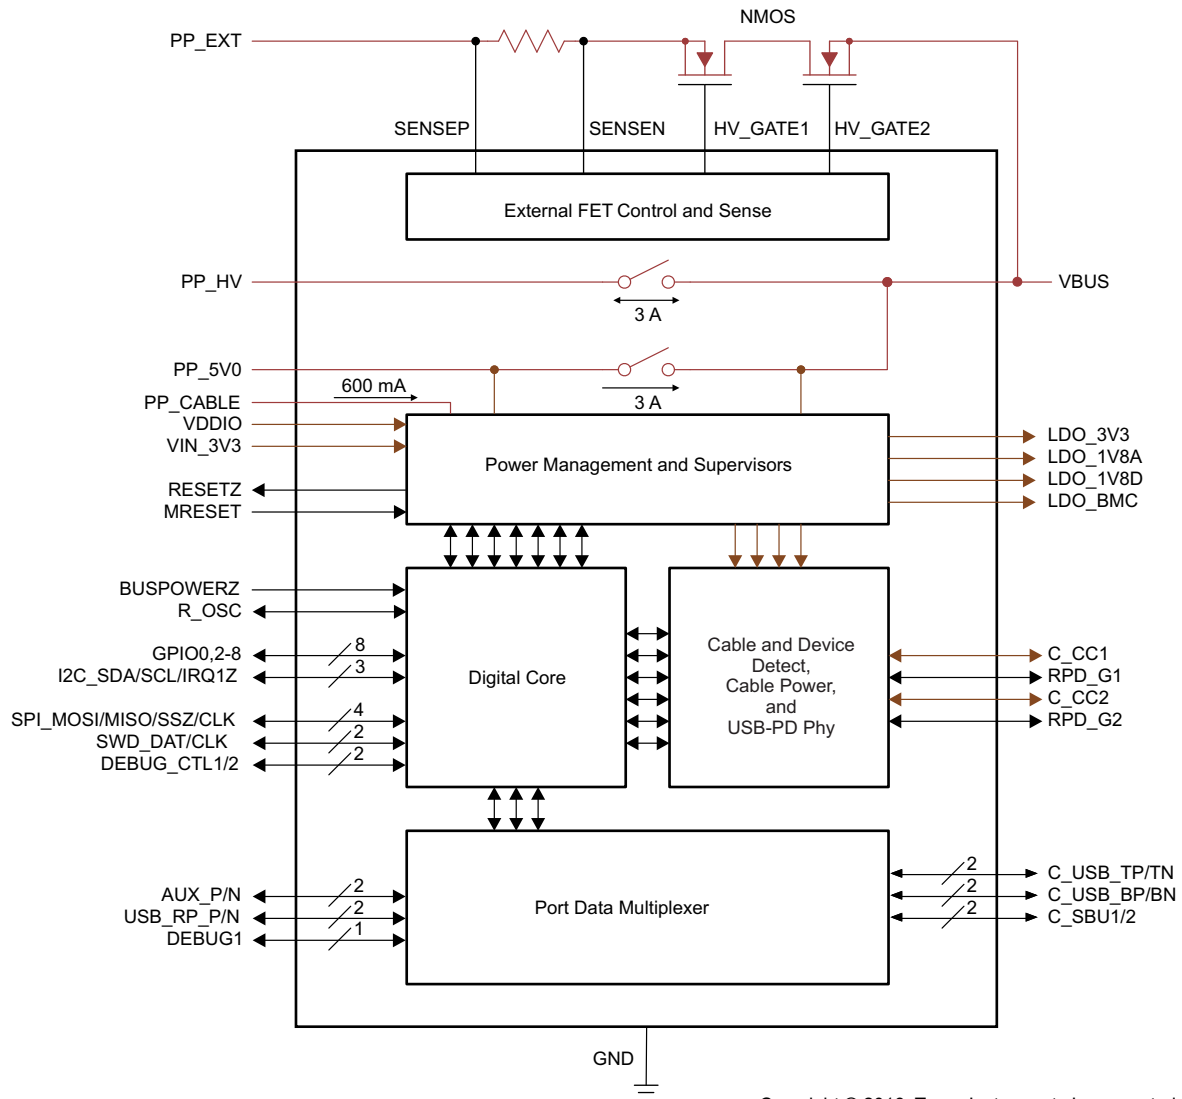 NMOS
PP_EXT
SENSEP
SENSEN
HV_GATE1
HV_GATE2
External FET Control and Sense
PP_HV
3 A
VBUS
PP_5V0
600 mA
3 A
PP_CABLE
VDDIO
VIN_3V3
RESETZ
MRESET
Power Management and Supervisors
LDO_3V3
LDO_1V8A
LDO_1V8D
LDO_BMC
BUSPOWERZ
R_OSC
GPIO0,2-8
8
I2C_SDA/SCL/IRQ1Z
3
SPI_MOSI/MISO/SSZ/CLK
4
SWD_DAT/CLK
2
DEBUG_CTL1/2
2
Digital Core
Cable and Device
Detect,
Cable Power,
and
USB-PD Phy
C_CC1
RPD_G1
C_CC2
RPD_G2
AUX_P/N
2
USB_RP_P/N
2
DEBUG1
1
Port Data Multiplexer
2
C_USB_TP/TN
2
C_USB_BP/BN
2
C_SBU1/2
GND